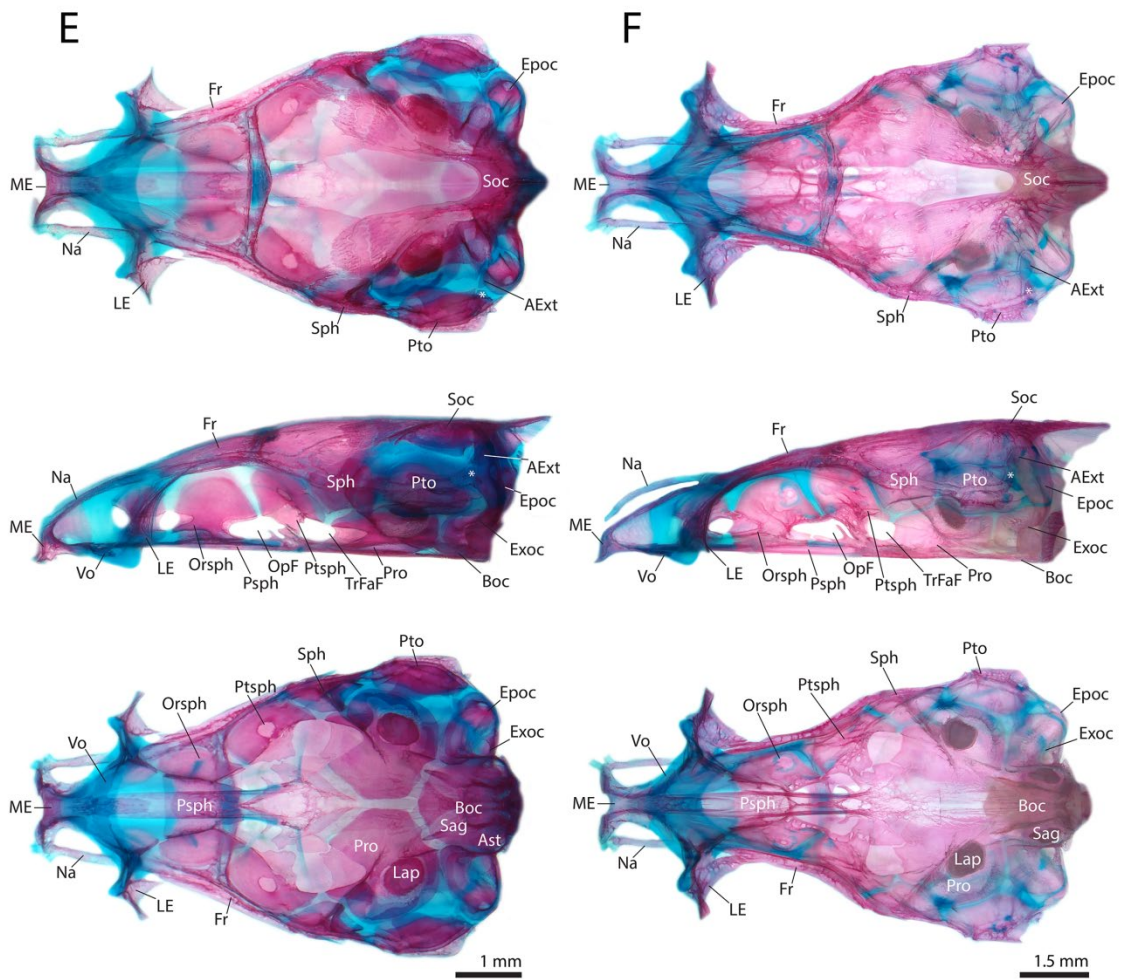 E
F
Fr
Epoc
ME
Soc
Na
LE
Sph
Pto
AExt
*
Fr
Epoc
ME
Soc
Na
LE
Sph
Pto
AExt
*
Soc
Fr
Na
Sph
Pto
*
AExt
Epoc
ME
Vo
LE
Orsph
Psph
OpF
Ptsph
TrFaF
Pro
Boc
Exoc
Soc
Fr
Na
Sph
Pto
*
AExt
Epoc
ME
Vo
LE
Orsph
Psph
OpF
Ptsph
TrFaF
Pro
Boc
Exoc
Pto
Sph
Ptsph
Orsph
Vo
Epoc
Exoc
ME
Psph
Boc
Sag
Ast
Pro
Lap
Na
LE
Fr
1 mm
Pto
Sph
Ptsph
Orsph
Vo
Epoc
Exoc
ME
Psph
Boc
Sag
Lap
Pro
Na
LE
Fr
1.5 mm